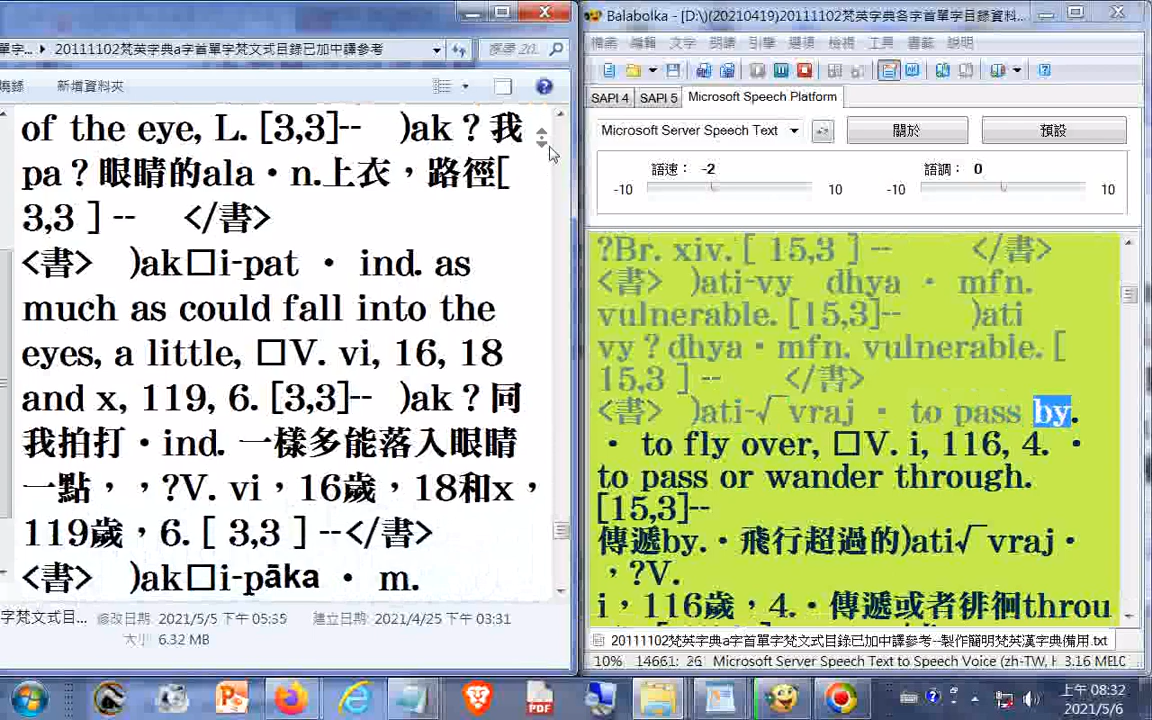 單字... ▸ 20111102梵英字典a字首單字梵文式目錄已加中譯參考
搜尋 20...
燒錄 新增資料夾
of the eye, L. [3,3]-- )ak？我
pa？眼睛的ala・n.上衣，路徑[
3,3 ] -- </書>
<書> )ak□i-pat ・ ind. as
much as could fall into the
eyes, a little, □V. vi, 16, 18
and x, 119, 6. [3,3]-- )ak？同
我拍打・ind. 一樣多能落入眼睛
一點，，?V. vi，16歲，18和x，
119歲，6. [ 3,3 ] --</書>
<書> )ak□i-pāka ・ m.
字梵文式目... 修改日期: 2021/5/5 下午 05:35 建立日期: 2021/4/25 下午 03:31
大小: 6.32 MB
Balabolka - [D:\)(20210419)20111102梵英字典各字首單字目錄資料...
檔案 編輯 文字 朗讀 引擎 選項 檢視 工具 書籤 說明
SAPI 4 SAPI 5 Microsoft Speech Platform
Microsoft Server Speech Text 關於 預設
語速： -2 語調： 0
-10 10 -10 10
?Br. xiv. [ 15,3 ] -- </書>
<書> )ati-vy dhya ・ mfn.
vulnerable. [15,3]-- )ati
vy？dhya・mfn. vulnerable. [
15,3 ] -- </書>
<書> )ati-√vraj ・ to pass by.
・ to fly over, □V. i, 116, 4. ・
to pass or wander through.
[15,3]--
傳遞by.・飛行超過的)ati√vraj・
，?V.
i，116歲，4.・傳遞或者徘徊throu
20111102梵英字典a字首單字梵文式目錄已加中譯參考--製作簡明梵英漢字典備用.txt
10% 14661: 26 Microsoft Server Speech Text to Speech Voice (zh-TW, H 3.16 MELC
PDF
上午 08:32
2021/5/6